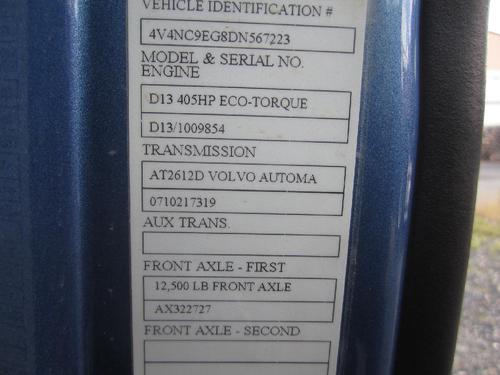 VEHICLE IDENTIFICATION #
4V4NC9EG8DN567223
MODEL & SERIAL NO.
ENGINE
D13 405HP ECO-TORQUE
D13/1009854
TRANSMISSION
AT2612D VOLVO AUTOMA
0710217319
AUX TRANS.
FRONT AXLE - FIRST
12,500 LB FRONT AXLE
AX322727
FRONT AXLE - SECOND